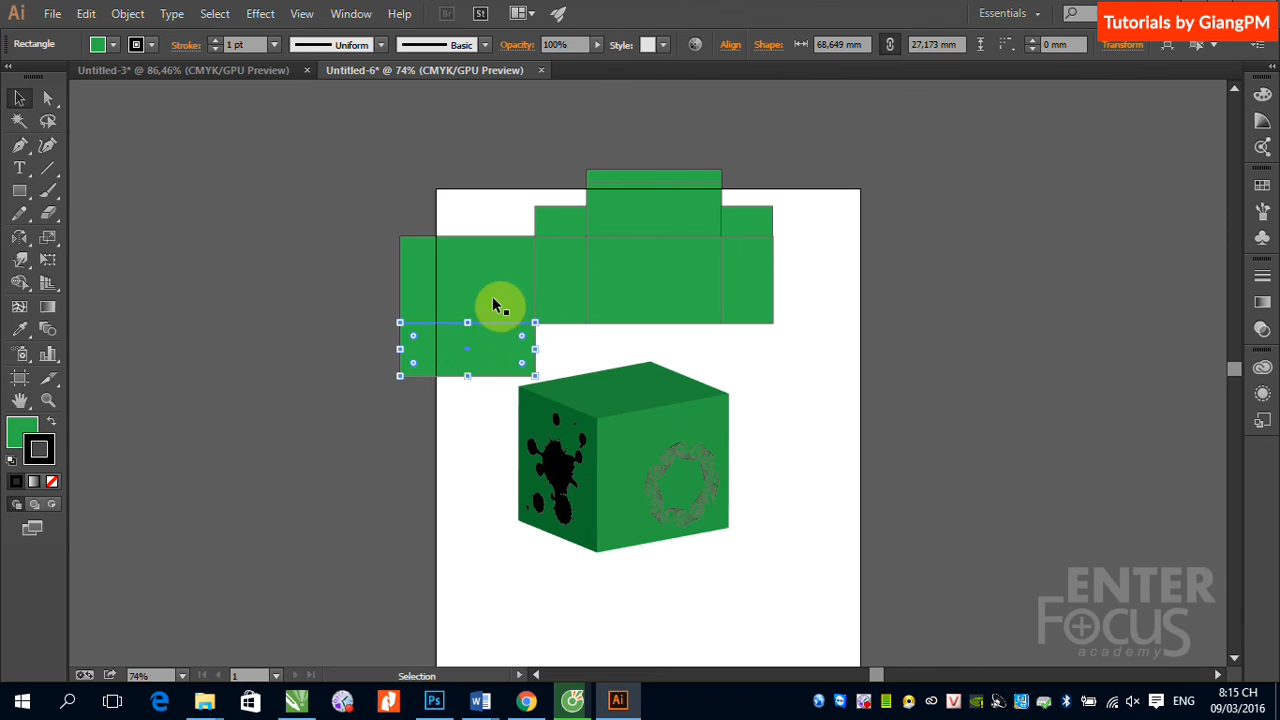 Ai File Edit Object Type Select Effect View Window Help Br St Essentials
Tutorials by GiangPM
Rectangle Stroke: 1 pt Uniform Basic Opacity: 100% Style: Align Shape: 68,649 mm 27,173 mm 0 mm Transform
Untitled-3* @ 86,46% (CMYK/GPU Preview) × Untitled-6* @ 74% (CMYK/GPU Preview) ×
ENTER
FOCUS
academy
74% 1 Selection
8:15 CH
ENG
09/03/2016